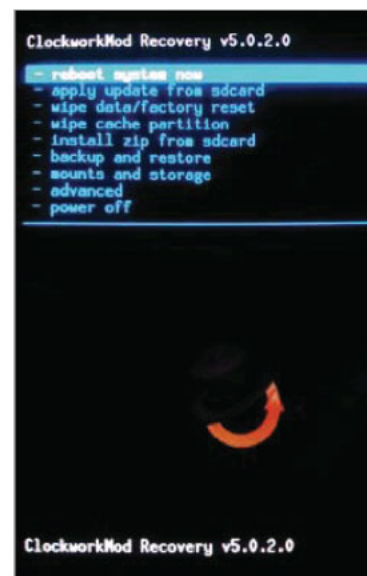 ClockworkMod Recovery v5.0.2.0
- reboot system now
- apply update from sdcard
- wipe data/factory reset
- wipe cache partition
- install zip from sdcard
- backup and restore
- mounts and storage
- advanced
- power off
ClockworkMod Recovery v5.0.2.0